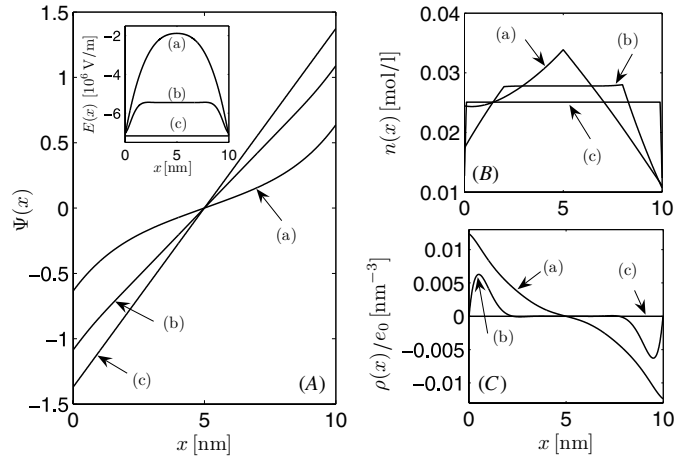 1.5
1
0.5
0
−0.5
−1
−1.5
Ψ(x)
0
5
10
x [nm]
(a)
(b)
(c)
(A)
−2
−4
−6
E(x) [10⁶ V/m]
0
5
10
x [nm]
(a)
(b)
(c)
0.04
0.03
0.02
0.01
n(x) [mol/l]
0
5
10
(a)
(b)
(c)
(B)
0.01
0.005
0
−0.005
−0.01
ρ(x)/e₀ [nm⁻³]
0
5
10
x [nm]
(a)
(b)
(c)
(C)